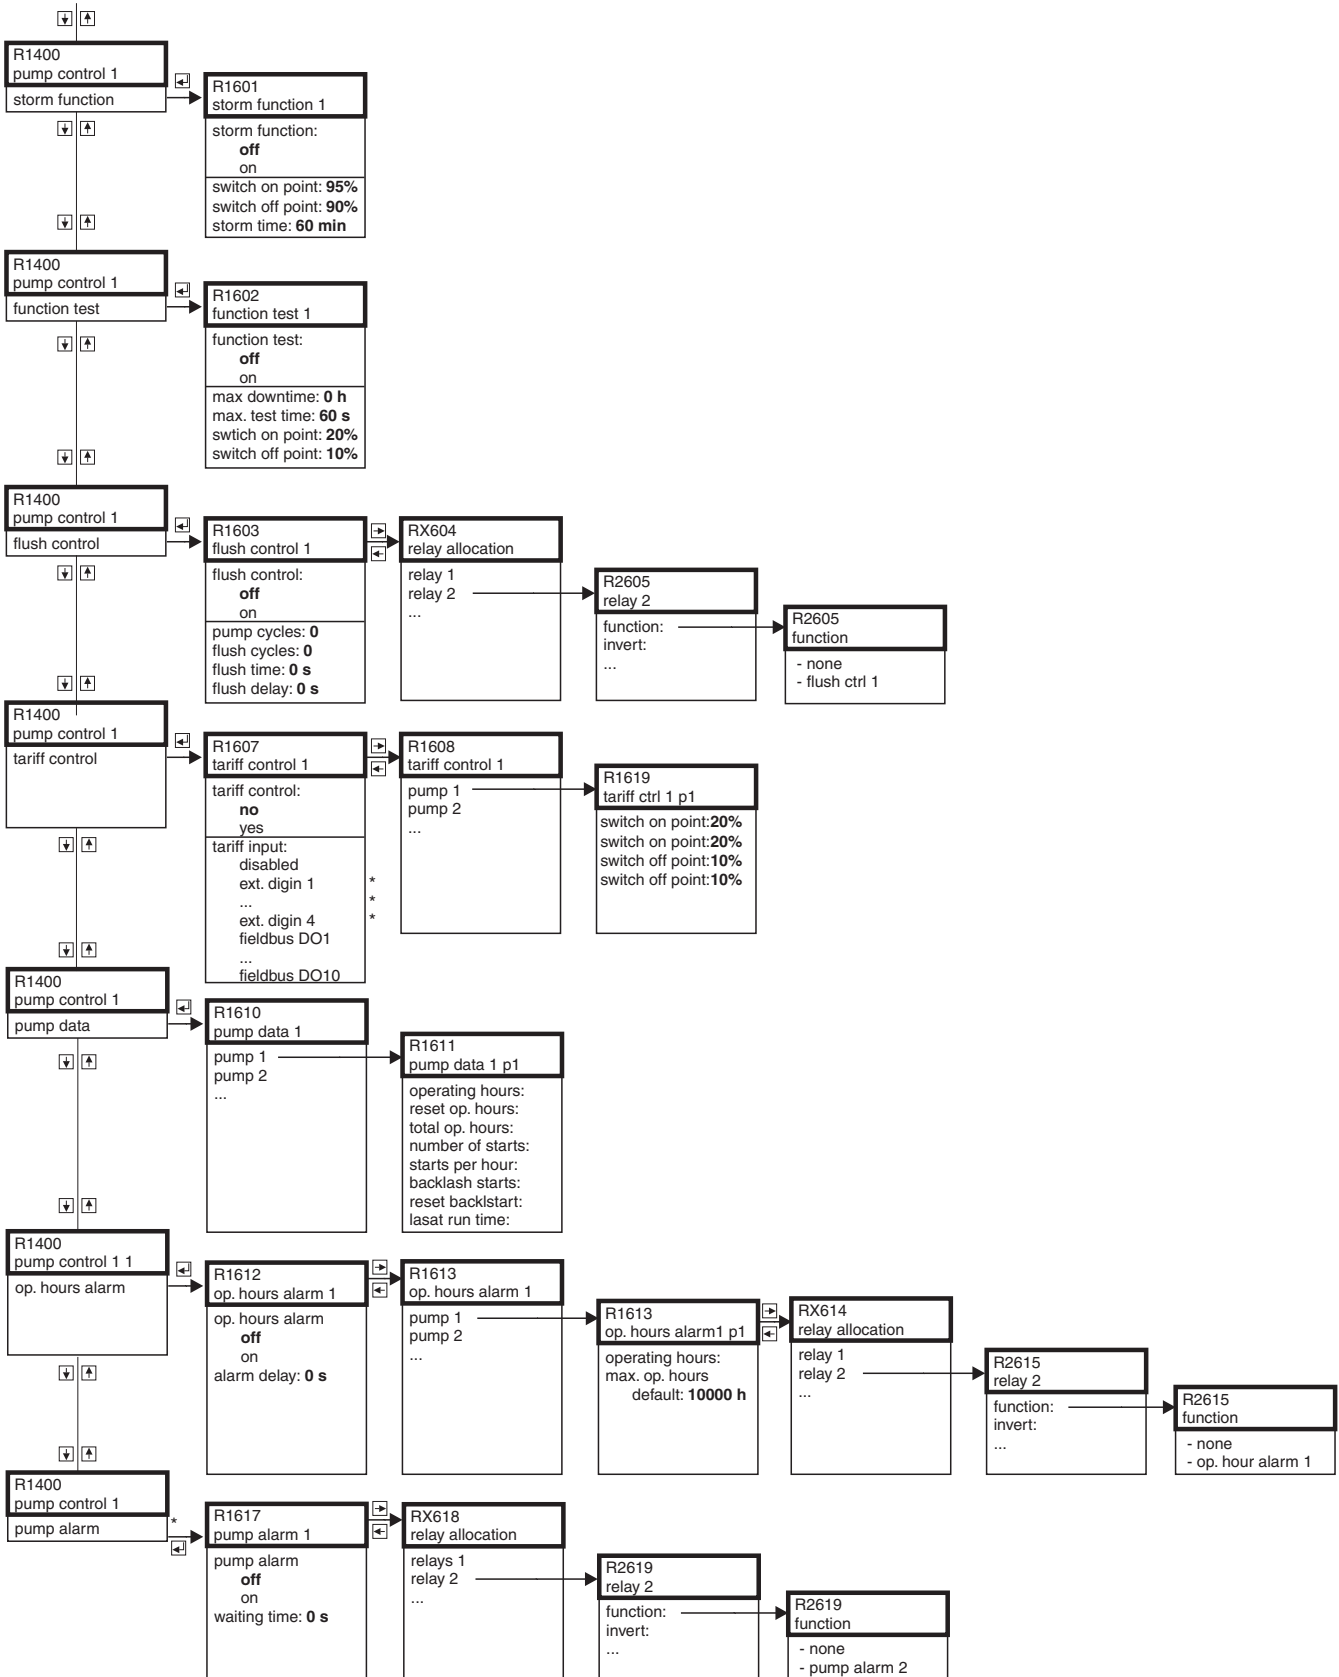 R1400
pump control 1
storm function
R1601
storm function 1
storm function:
off
on
switch on point: 95%
switch off point: 90%
storm time: 60 min
R1400
pump control 1
function test
R1602
function test 1
function test:
off
on
max downtime: 0 h
max. test time: 60 s
swtich on point: 20%
switch off point: 10%
R1400
pump control 1
flush control
R1603
flush control 1
flush control:
off
on
pump cycles: 0
flush cycles: 0
flush time: 0 s
flush delay: 0 s
RX604
relay allocation
relay 1
relay 2
...
R2605
relay 2
function:
invert:
...
R2605
function
- none
- flush ctrl 1
R1400
pump control 1
tariff control
R1607
tariff control 1
tariff control:
no
yes
tariff input:
disabled
ext. digin 1 *
... *
ext. digin 4 *
fieldbus DO1
...
fieldbus DO10
R1608
tariff control 1
pump 1
pump 2
...
R1619
tariff ctrl 1 p1
switch on point:20%
switch on point:20%
switch off point:10%
switch off point:10%
R1400
pump control 1
pump data
R1610
pump data 1
pump 1
pump 2
...
R1611
pump data 1 p1
operating hours:
reset op. hours:
total op. hours:
number of starts:
starts per hour:
backlash starts:
reset backlstart:
lasat run time:
R1400
pump control 1 1
op. hours alarm
R1612
op. hours alarm 1
op. hours alarm
off
on
alarm delay: 0 s
R1613
op. hours alarm 1
pump 1
pump 2
...
R1613
op. hours alarm1 p1
operating hours:
max. op. hours
default: 10000 h
RX614
relay allocation
relay 1
relay 2
...
R2615
relay 2
function:
invert:
...
R2615
function
- none
- op. hour alarm 1
R1400
pump control 1
pump alarm
*
R1617
pump alarm 1
pump alarm
off
on
waiting time: 0 s
RX618
relay allocation
relays 1
relay 2
...
R2619
relay 2
function:
invert:
...
R2619
function
- none
- pump alarm 2